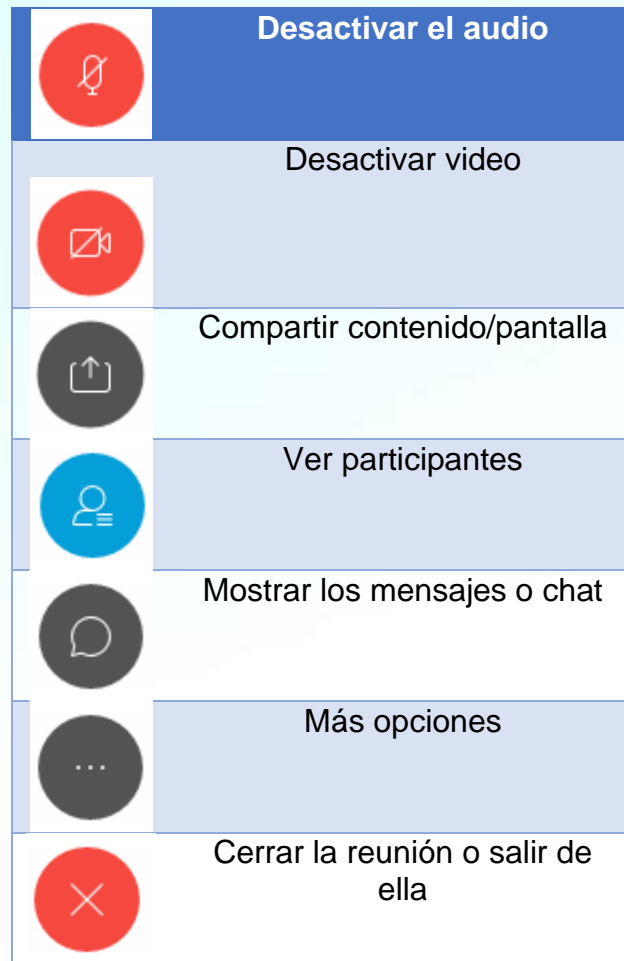 Desactivar el audio
Desactivar video
Compartir contenido/pantalla
Ver participantes
Mostrar los mensajes o chat
Más opciones
Cerrar la reunión o salir de
ella